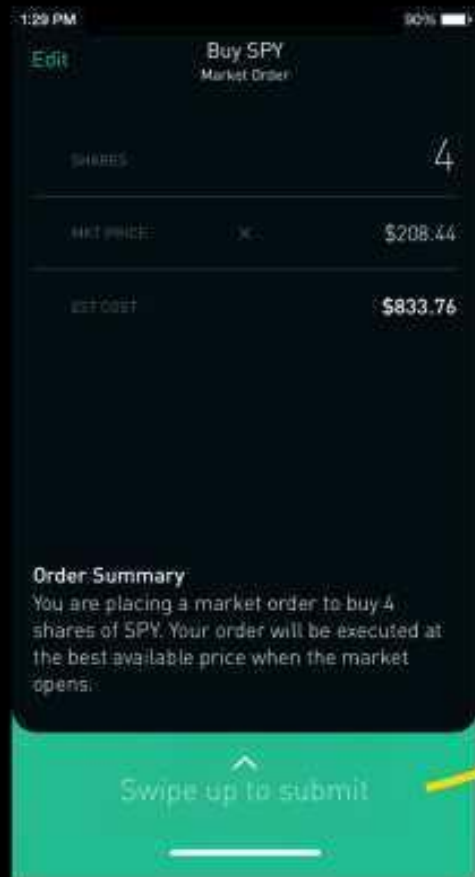 1:29 PM 90%
Edit Buy SPY
Market Order
SHARES 4
MKT PRICE × $208.44
EST COST $833.76
Order Summary
You are placing a market order to buy 4
shares of SPY. Your order will be executed at
the best available price when the market
opens.
Swipe up to submit